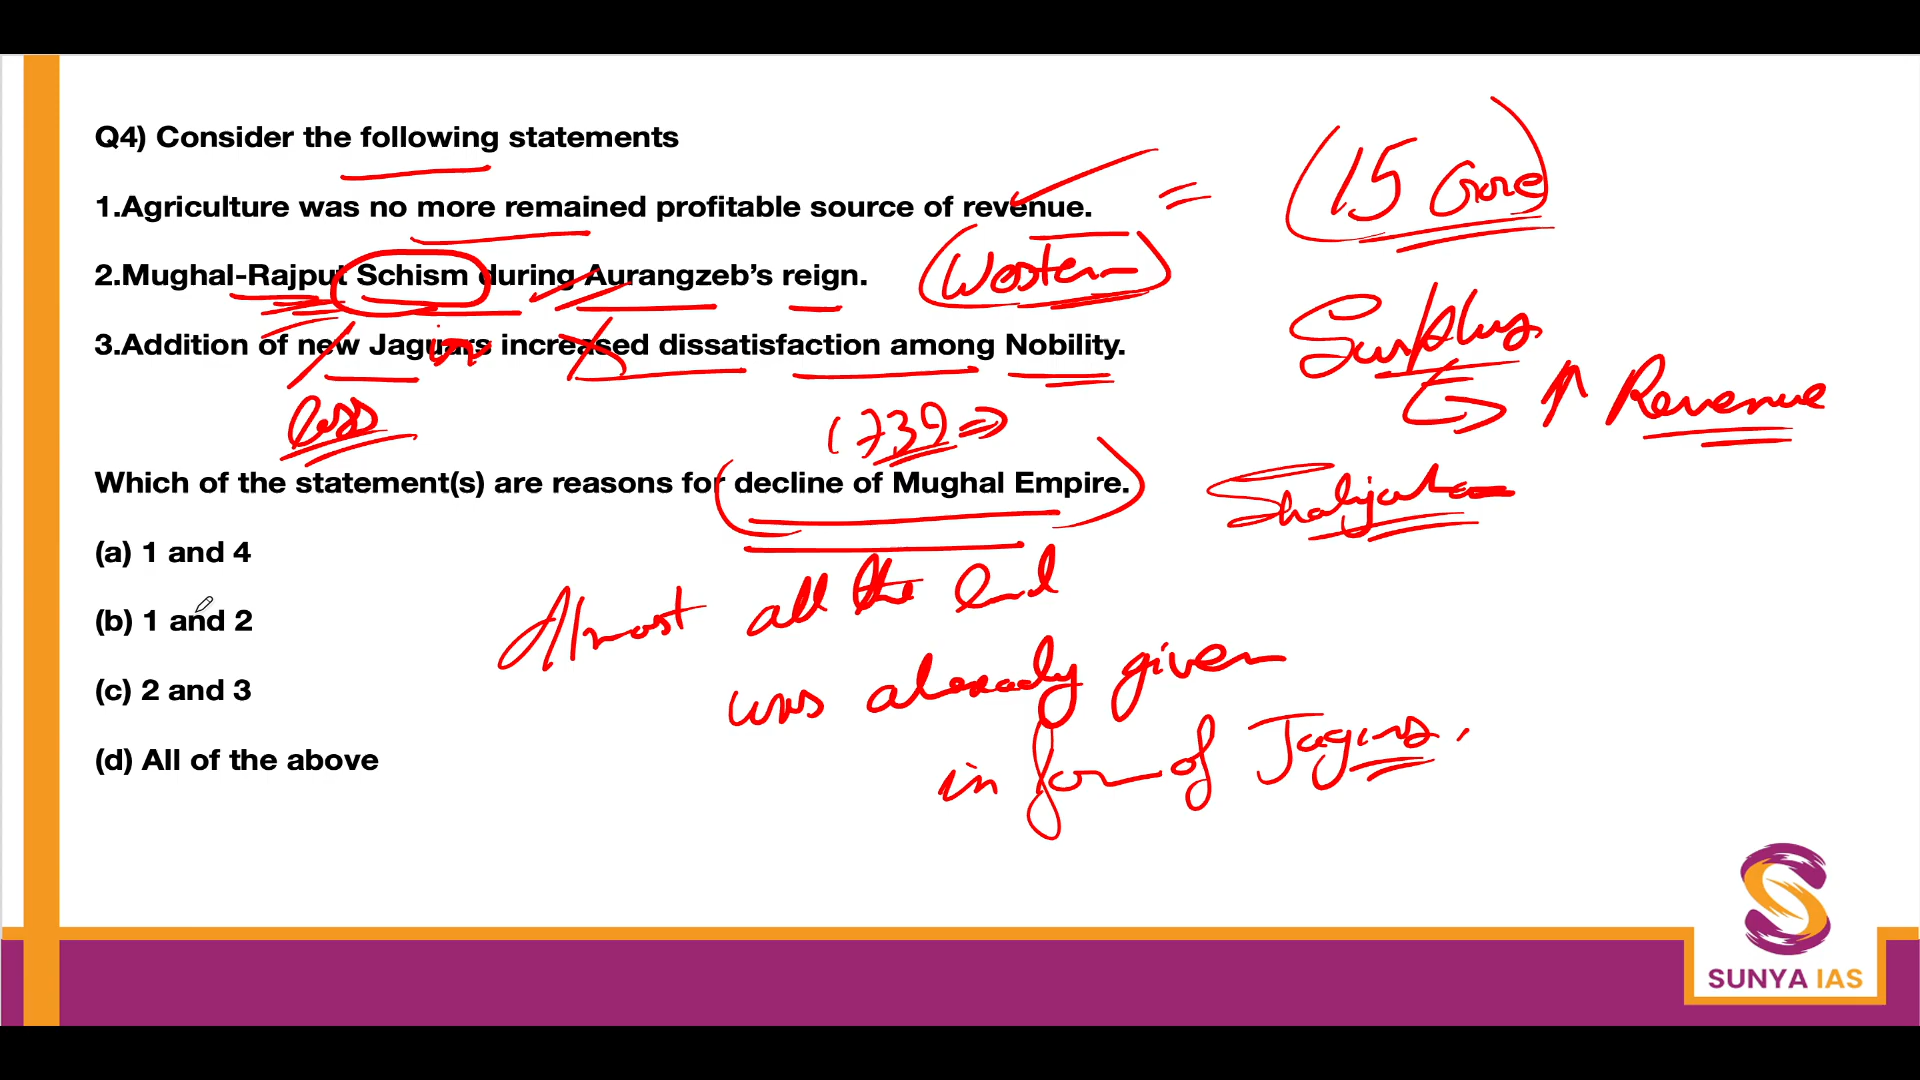 Q4) Consider the following statements
1.Agriculture was no more remained profitable source of revenue.
2.Mughal-Rajput Schism during Aurangzeb's reign.
3.Addition of new Jaguars increased dissatisfaction among Nobility.
Which of the statement(s) are reasons for decline of Mughal Empire.
(a) 1 and 4
(b) 1 and 2
(c) 2 and 3
(d) All of the above
15 Crore
Western
Surplus
↑ Revenue
in
less
1739 ⇒
Shahjahan
Almost all the land
was already given
in form of Jagirs.
SUNYA IAS